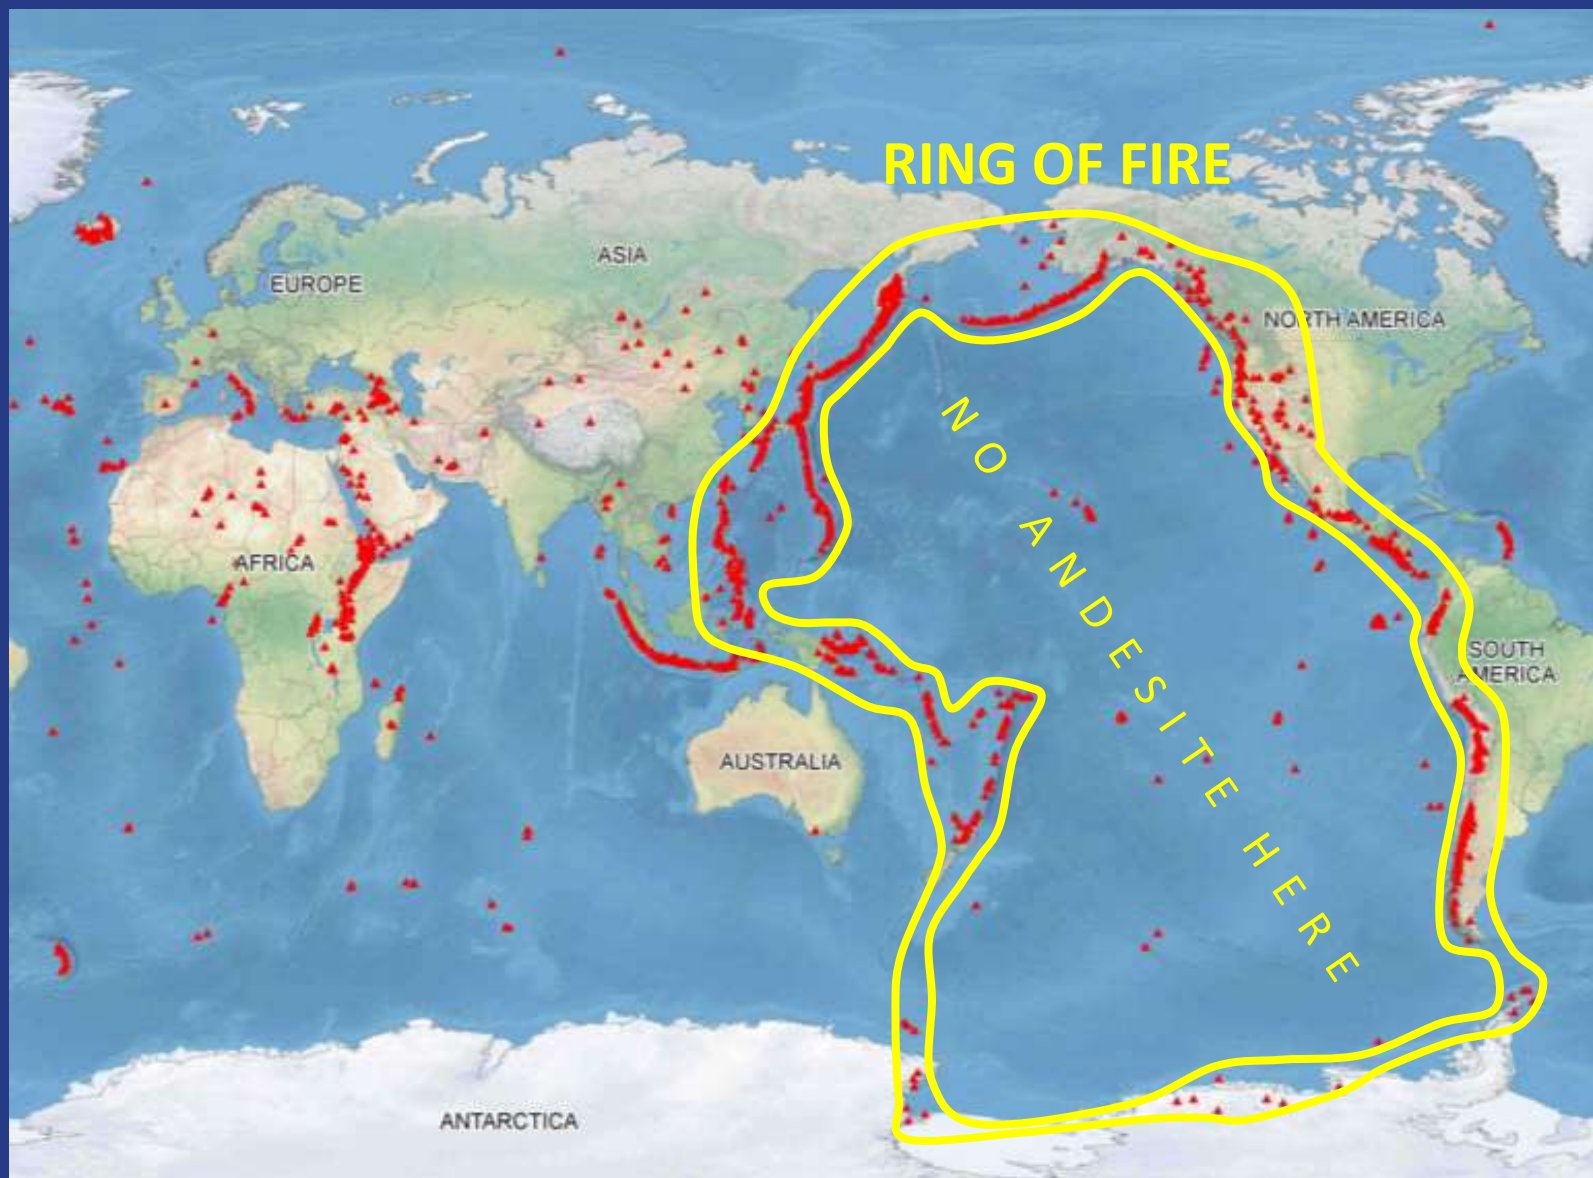 RING OF FIRE
ASIA
EUROPE
NORTH AMERICA
NO ANDESITE HERE
AFRICA
SOUTH
AMERICA
AUSTRALIA
ANTARCTICA